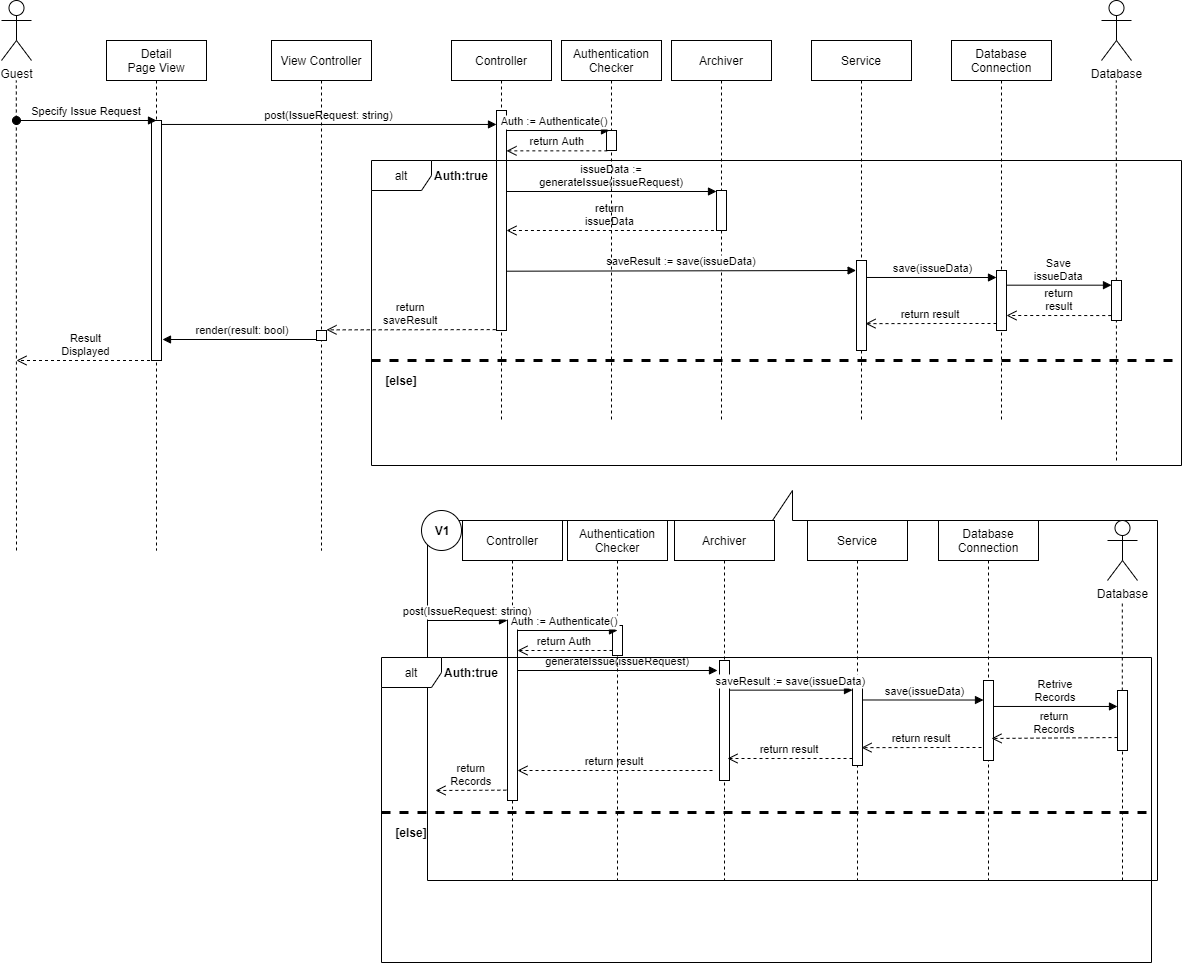 Guest
Detail
Page View
View Controller
Controller
Authentication
Checker
Archiver
Service
Database
Connection
Database
Specify Issue Request
post(IssueRequest: string)
Auth := Authenticate()
return Auth
alt
Auth:true
issueData :=
generateIssue(issueRequest)
return
issueData
saveResult := save(issueData)
save(issueData)
Save
issueData
return
result
return result
return
saveResult
render(result: bool)
Result
Displayed
[else]
V1
Controller
Authentication
Checker
Archiver
Service
Database
Connection
Database
post(IssueRequest: string)
Auth := Authenticate()
return Auth
alt
Auth:true
generateIssue(issueRequest)
saveResult := save(issueData)
save(issueData)
Retrive
Records
return
Records
return result
return result
return result
return
Records
[else]